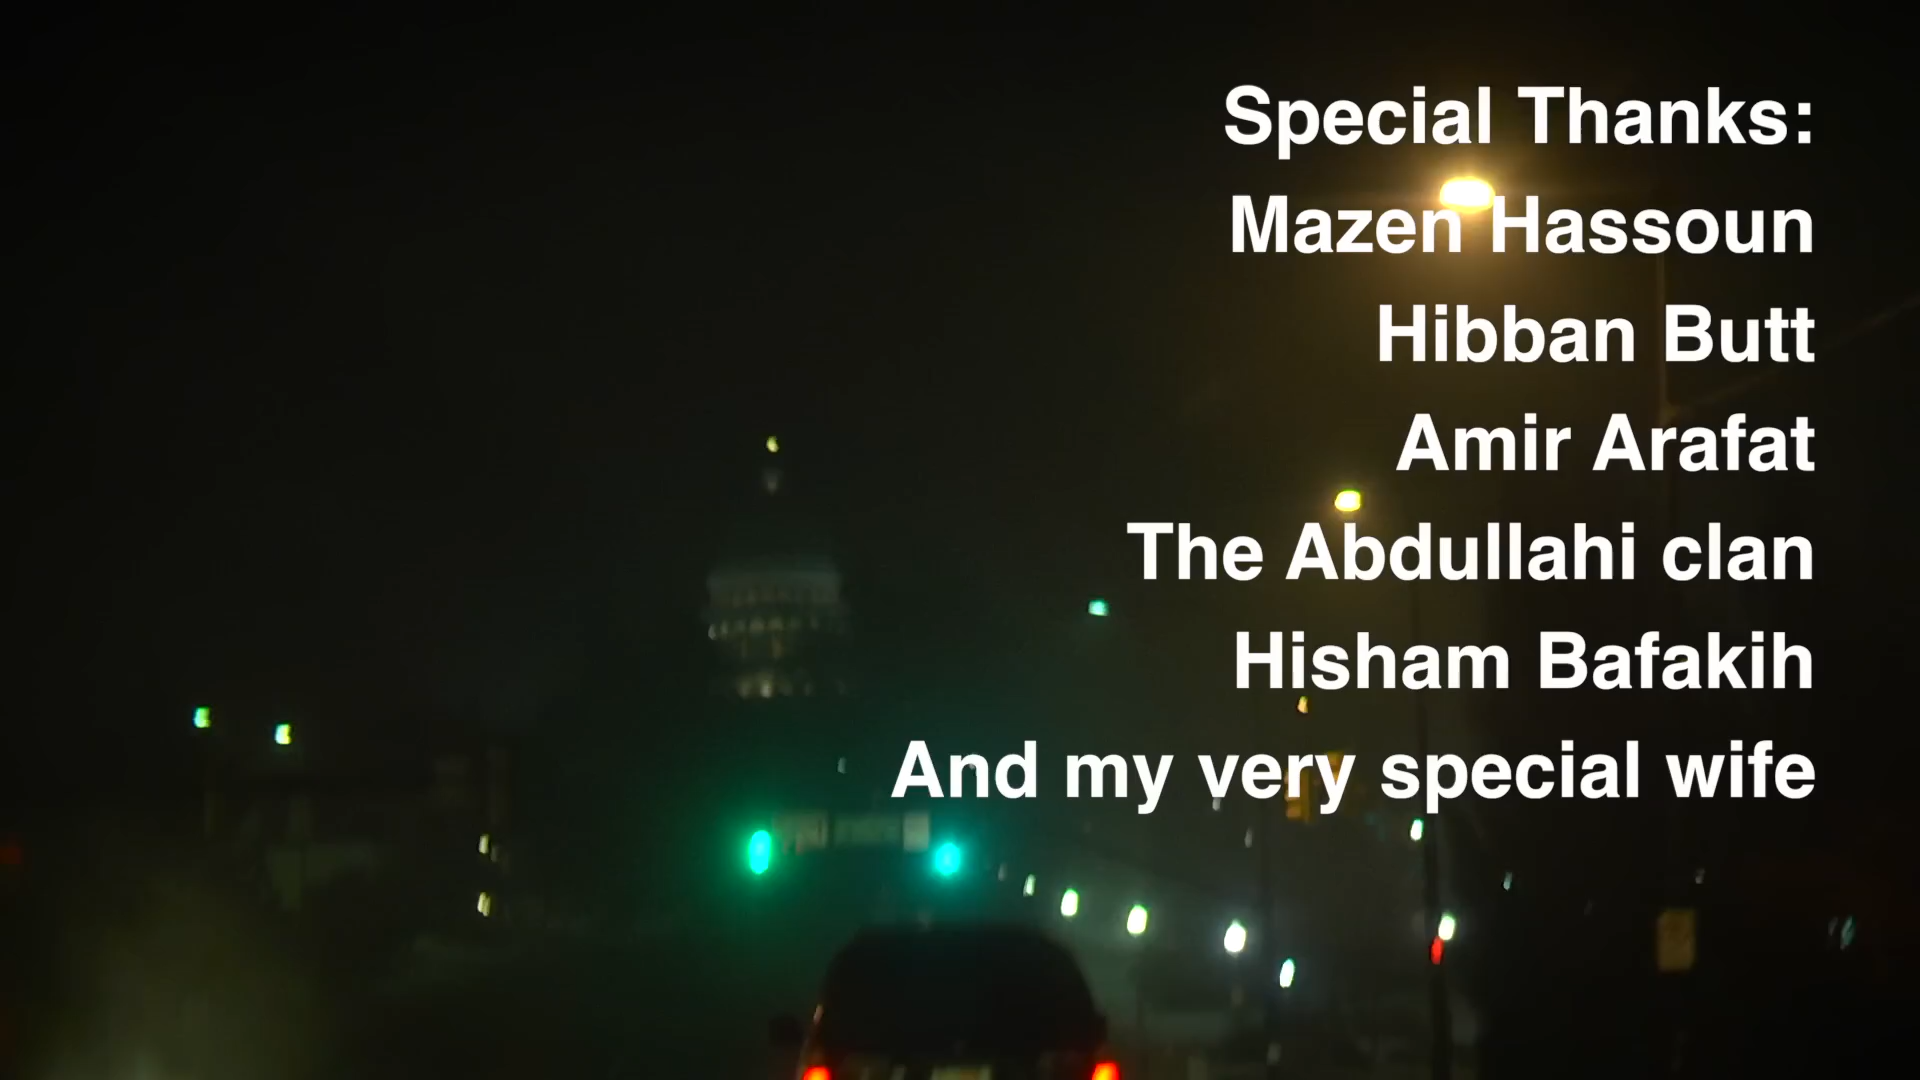 Special Thanks:
Mazen Hassoun
Hibban Butt
Amir Arafat
The Abdullahi clan
Hisham Bafakih
And my very special wife